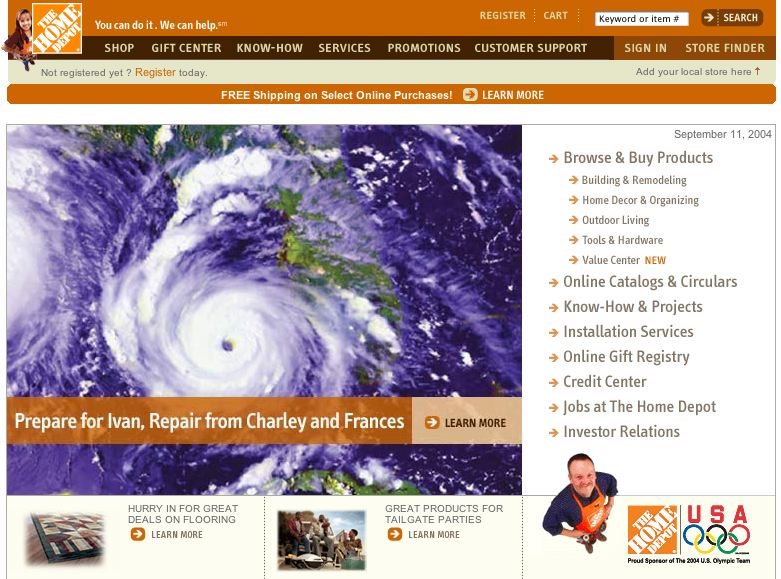 THE HOME DEPOT
You can do it. We can help.℠
REGISTER CART Keyword or item # SEARCH
SHOP GIFT CENTER KNOW-HOW SERVICES PROMOTIONS CUSTOMER SUPPORT SIGN IN STORE FINDER
Not registered yet ? Register today. Add your local store here ↑
FREE Shipping on Select Online Purchases! LEARN MORE
September 11, 2004
Browse & Buy Products
Building & Remodeling
Home Decor & Organizing
Outdoor Living
Tools & Hardware
Value Center NEW
Online Catalogs & Circulars
Know-How & Projects
Installation Services
Online Gift Registry
Credit Center
Jobs at The Home Depot
Investor Relations
Prepare for Ivan, Repair from Charley and Frances LEARN MORE
HURRY IN FOR GREAT
DEALS ON FLOORING
LEARN MORE
GREAT PRODUCTS FOR
TAILGATE PARTIES
LEARN MORE
THE HOME DEPOT
USA
Proud Sponsor of The 2004 U.S. Olympic Team